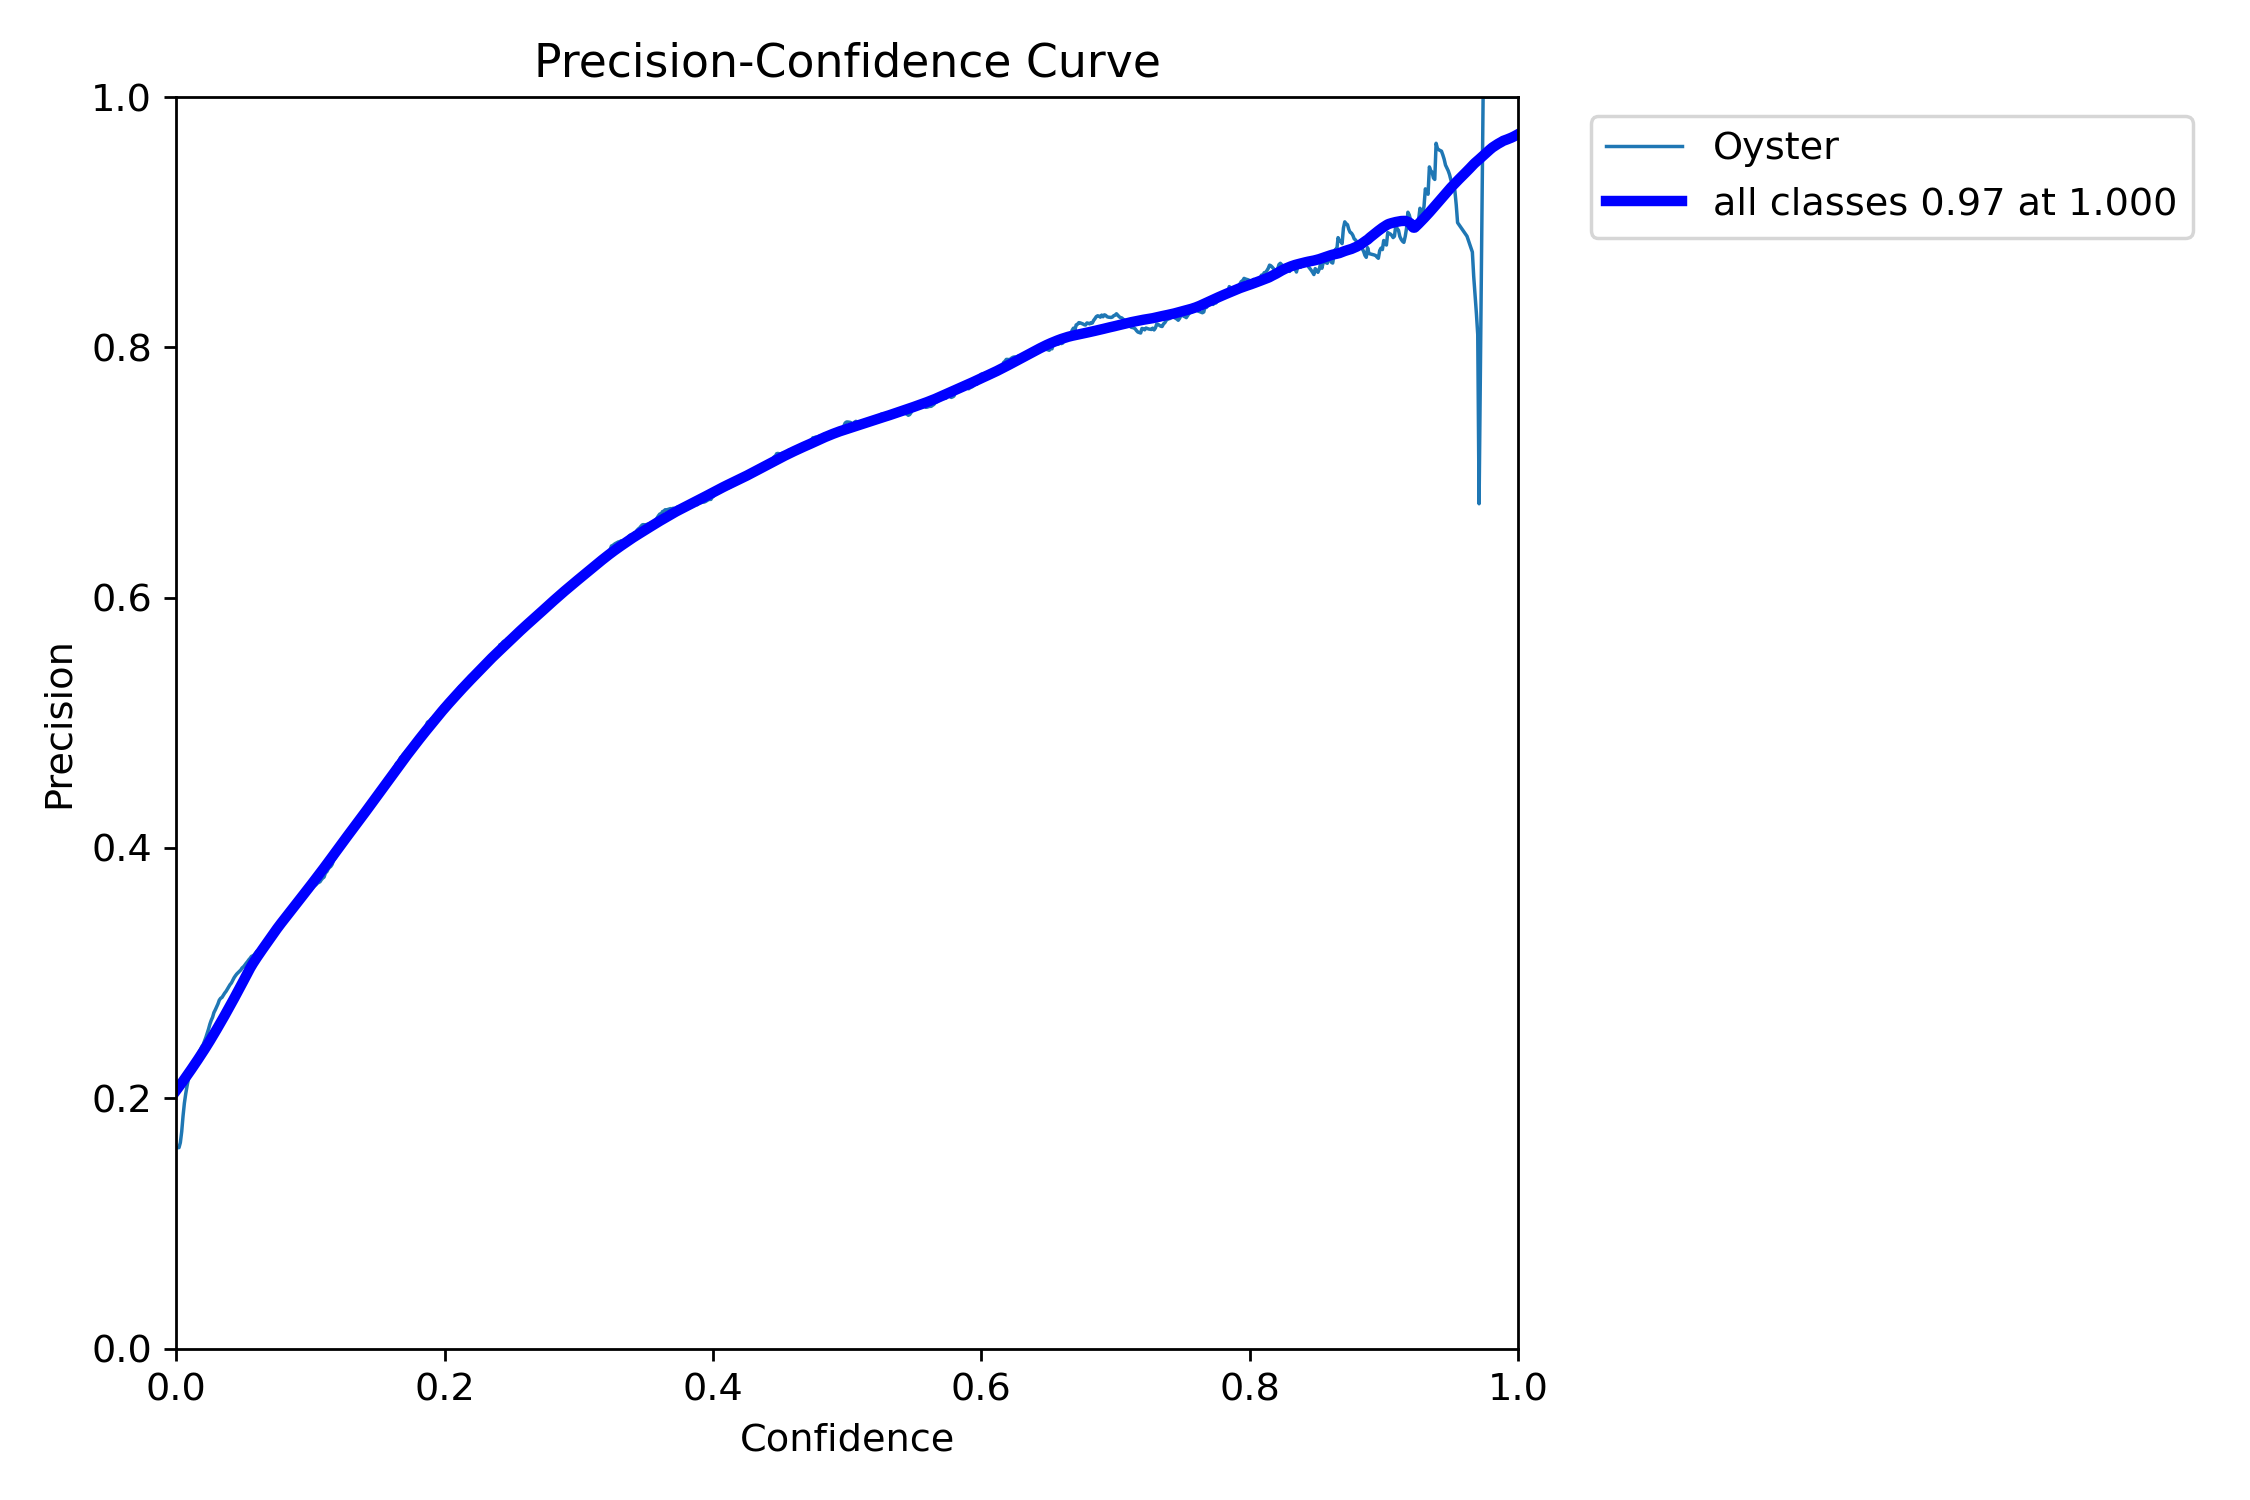 Precision-Confidence Curve
1.0
0.8
0.6
0.4
0.2
0.0
Precision
0.0 0.2 0.4 0.6 0.8 1.0
Confidence
Oyster
all classes 0.97 at 1.000